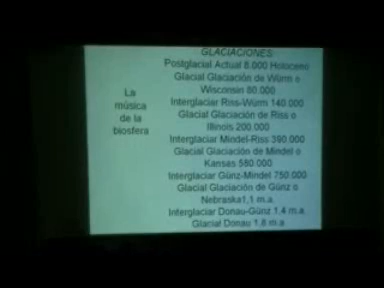 GLACIACIONES:
Postglacial Actual 8.000 Holoceno
Glacial Glaciación de Würm o
Wisconsin 80.000
Interglaciar Riss-Würm 140.000
Glacial Glaciación de Riss o
Illinois 200.000
Interglaciar Mindel-Riss 390.000
Glacial Glaciación de Mindel o
Kansas 580.000
Interglaciar Günz-Mindel 750.000
Glacial Glaciación de Günz o
Nebraska1,1 m.a.
Interglaciar Donau-Günz 1,4 m.a.
Glacial Donau 1,8 m.a
La
música
de la
biosfera